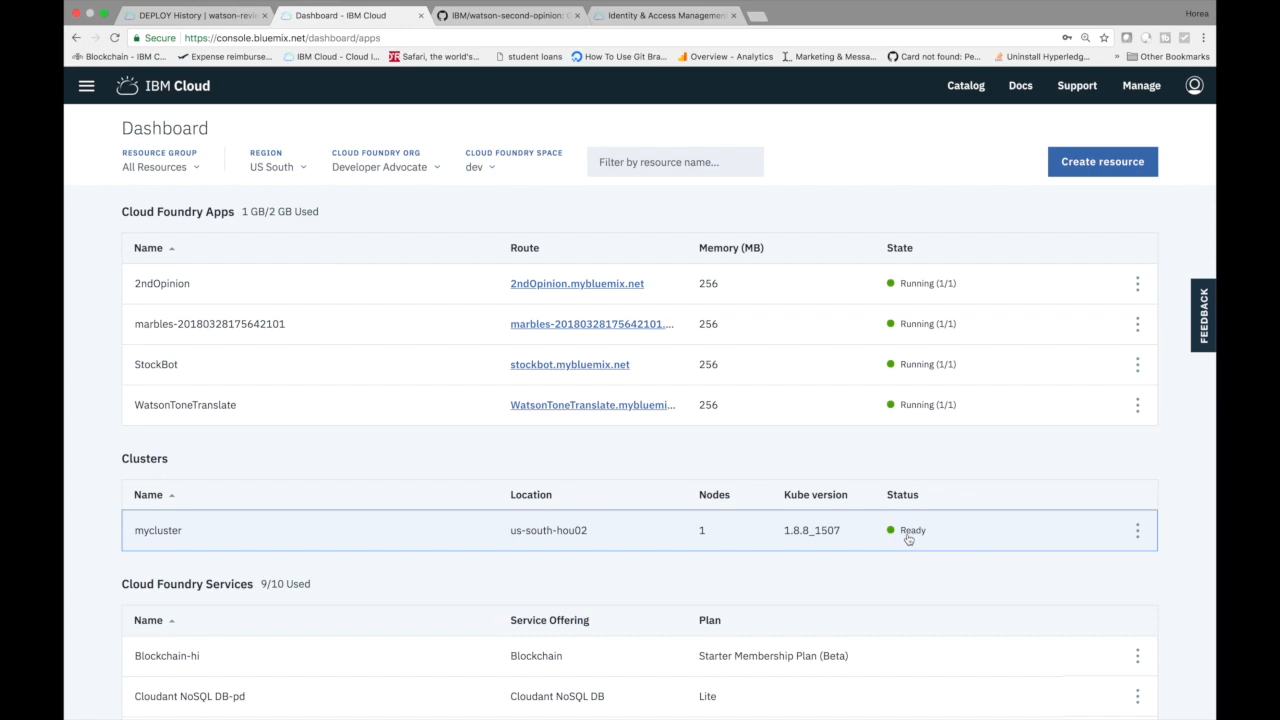 DEPLOY History | watson-revie
Dashboard - IBM Cloud
IBM/watson-second-opinion: C
Identity & Access Management
Horea
Secure
https://console.bluemix.net/dashboard/apps
Blockchain - IBM C...
Expense reimburse...
IBM Cloud - Cloud I...
Safari, the world's...
student loans
How To Use Git Bra...
Overview - Analytics
Marketing & Messa...
Card not found: Pe...
Uninstall Hyperledg...
»
Other Bookmarks
IBM Cloud
Catalog
Docs
Support
Manage
Dashboard
RESOURCE GROUP
All Resources
REGION
US South
CLOUD FOUNDRY ORG
Developer Advocate
CLOUD FOUNDRY SPACE
dev
Filter by resource name...
Create resource
Cloud Foundry Apps 1 GB/2 GB Used
Name Route Memory (MB) State
2ndOpinion 2ndOpinion.mybluemix.net 256 Running (1/1)
marbles-20180328175642101 marbles-20180328175642101.... 256 Running (1/1)
StockBot stockbot.mybluemix.net 256 Running (1/1)
WatsonToneTranslate WatsonToneTranslate.mybluemi... 256 Running (1/1)
FEEDBACK
Clusters
Name Location Nodes Kube version Status
mycluster us-south-hou02 1 1.8.8_1507 Ready
Cloud Foundry Services 9/10 Used
Name Service Offering Plan
Blockchain-hi Blockchain Starter Membership Plan (Beta)
Cloudant NoSQL DB-pd Cloudant NoSQL DB Lite